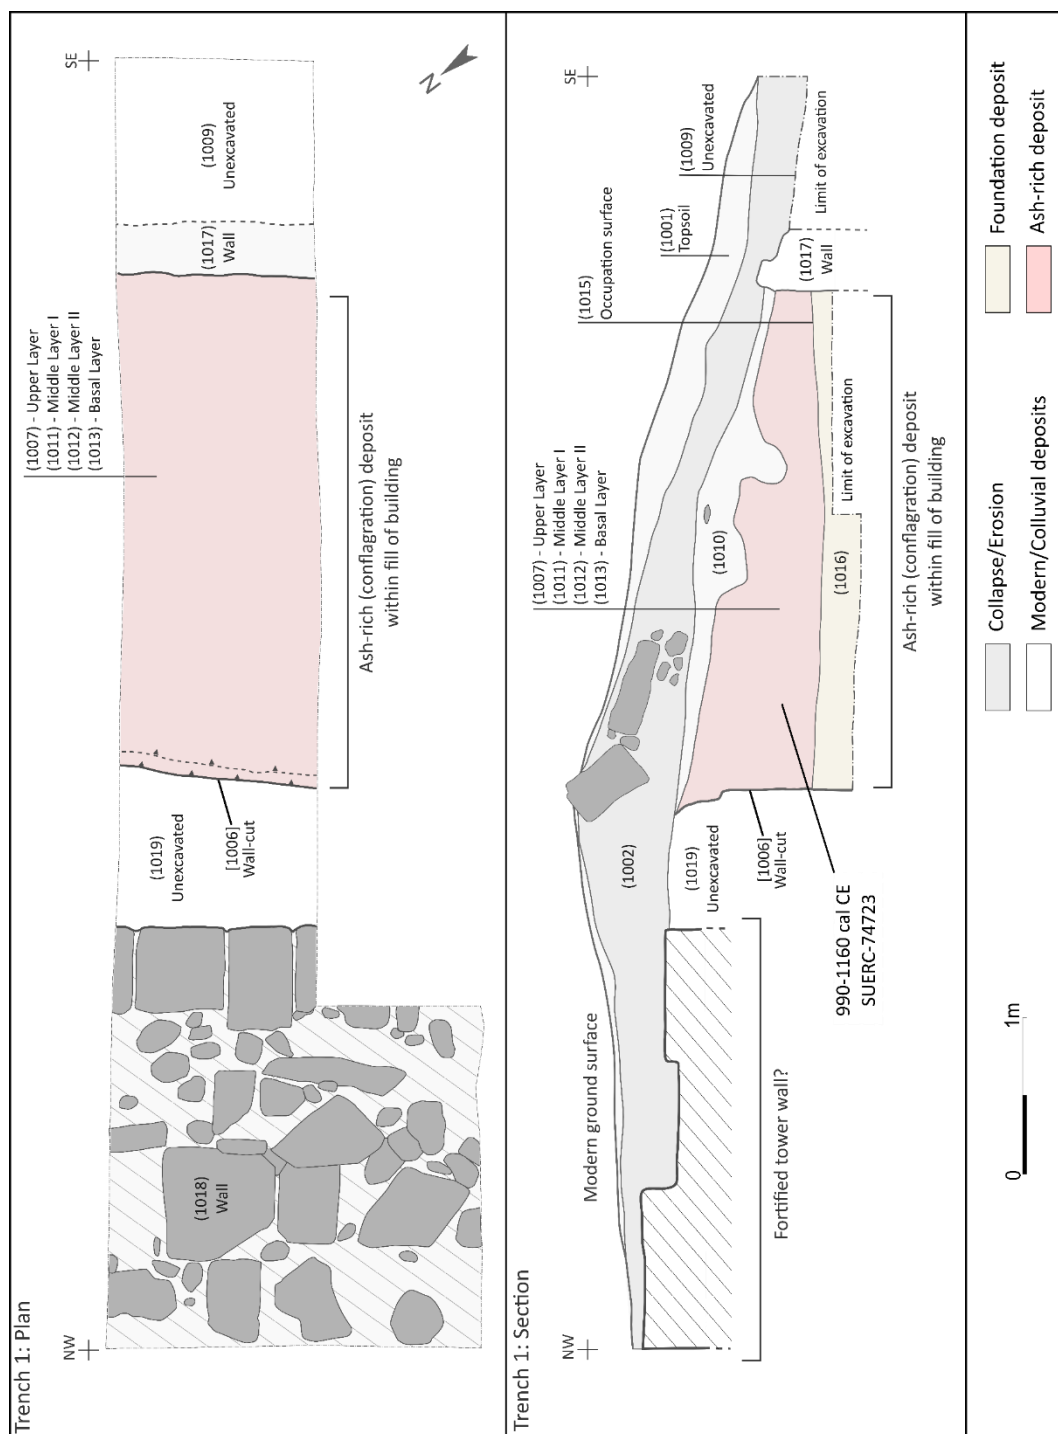 Trench 1: Plan
NW
SE
N
(1018)
Wall
(1019)
Unexcavated
[1006]
Wall-cut
(1007) - Upper Layer
(1011) - Middle Layer I
(1012) - Middle Layer II
(1013) - Basal Layer
(1017)
Wall
(1009)
Unexcavated
Ash-rich (conflagration) deposit
within fill of building
Trench 1: Section
NW
SE
Modern ground surface
(1002)
(1007) - Upper Layer
(1011) - Middle Layer I
(1012) - Middle Layer II
(1013) - Basal Layer
(1015)
Occupation surface
(1001)
Topsoil
(1009)
Unexcavated
(1010)
(1019)
Unexcavated
[1006]
Wall-cut
(1016)
(1017)
Wall
Limit of excavation
Limit of excavation
Fortified tower wall?
990-1160 cal CE
SUERC-74723
Ash-rich (conflagration) deposit
within fill of building
0
1m
Collapse/Erosion
Foundation deposit
Modern/Colluvial deposits
Ash-rich deposit